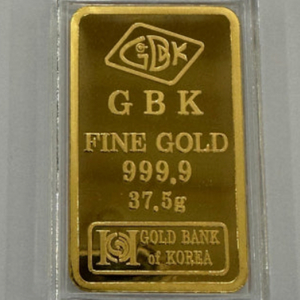 GBK
GBK
FINE GOLD
999.9
37.5g
GOLD BANK
of KOREA